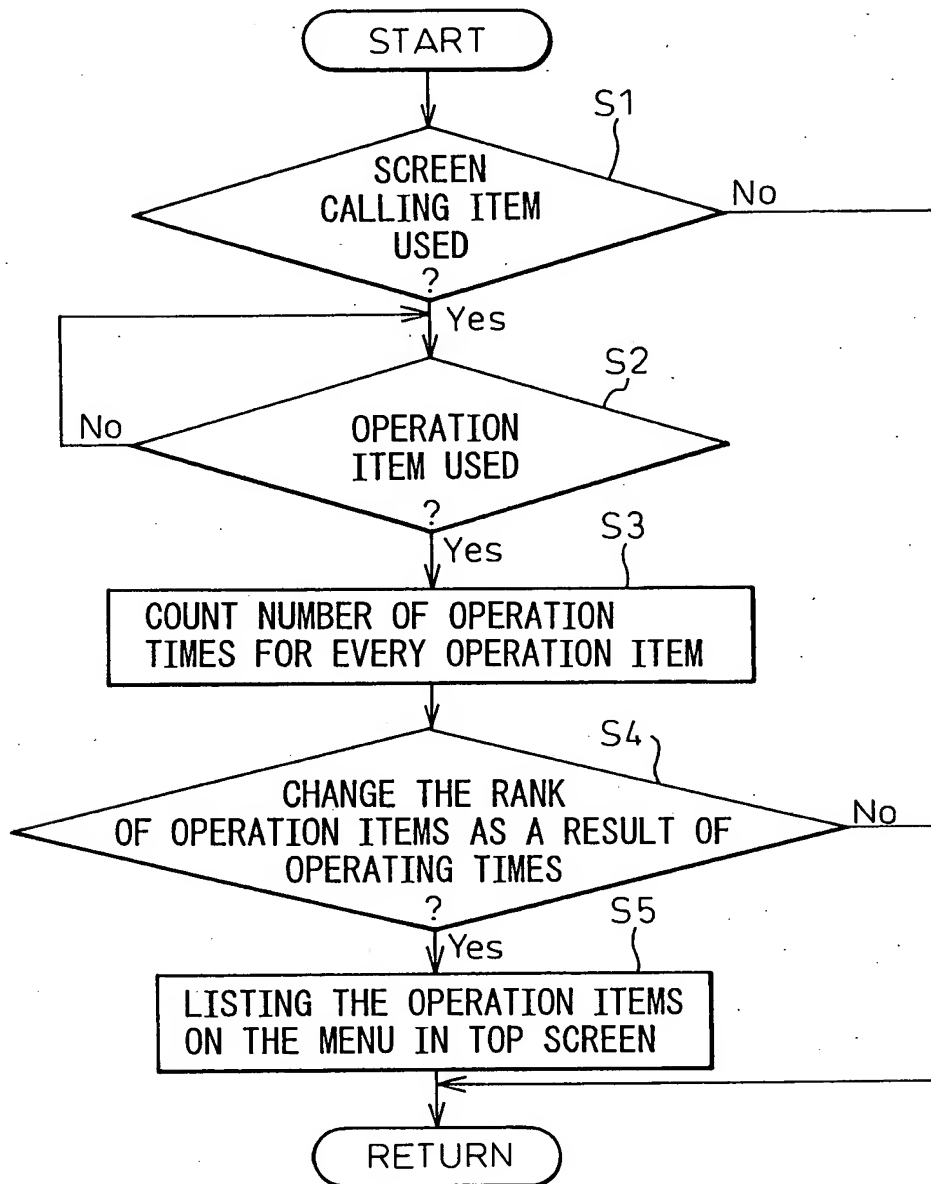 START
S1
SCREEN
CALLING ITEM
USED
?
No
Yes
S2
No
OPERATION
ITEM USED
?
Yes
S3
COUNT NUMBER OF OPERATION
TIMES FOR EVERY OPERATION ITEM
S4
CHANGE THE RANK
OF OPERATION ITEMS AS A RESULT OF
OPERATING TIMES
?
No
Yes
S5
LISTING THE OPERATION ITEMS
ON THE MENU IN TOP SCREEN
RETURN